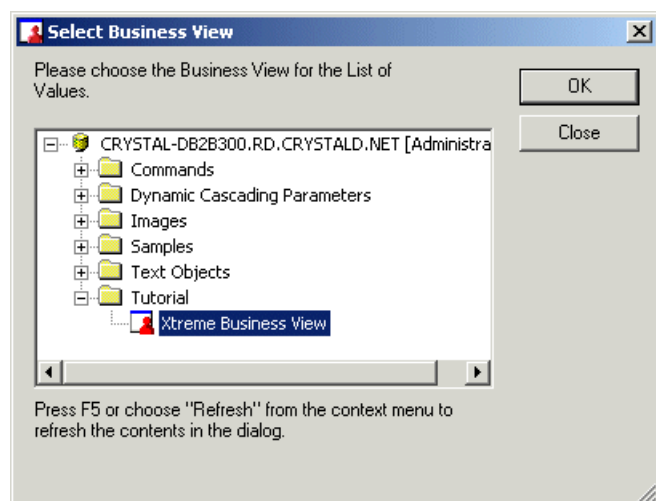 Select Business View
Please choose the Business View for the List of
Values.
OK
Close
CRYSTAL-DB2B300.RD.CRYSTALD.NET [Administra
Commands
Dynamic Cascading Parameters
Images
Samples
Text Objects
Tutorial
Xtreme Business View
Press F5 or choose "Refresh" from the context menu to
refresh the contents in the dialog.